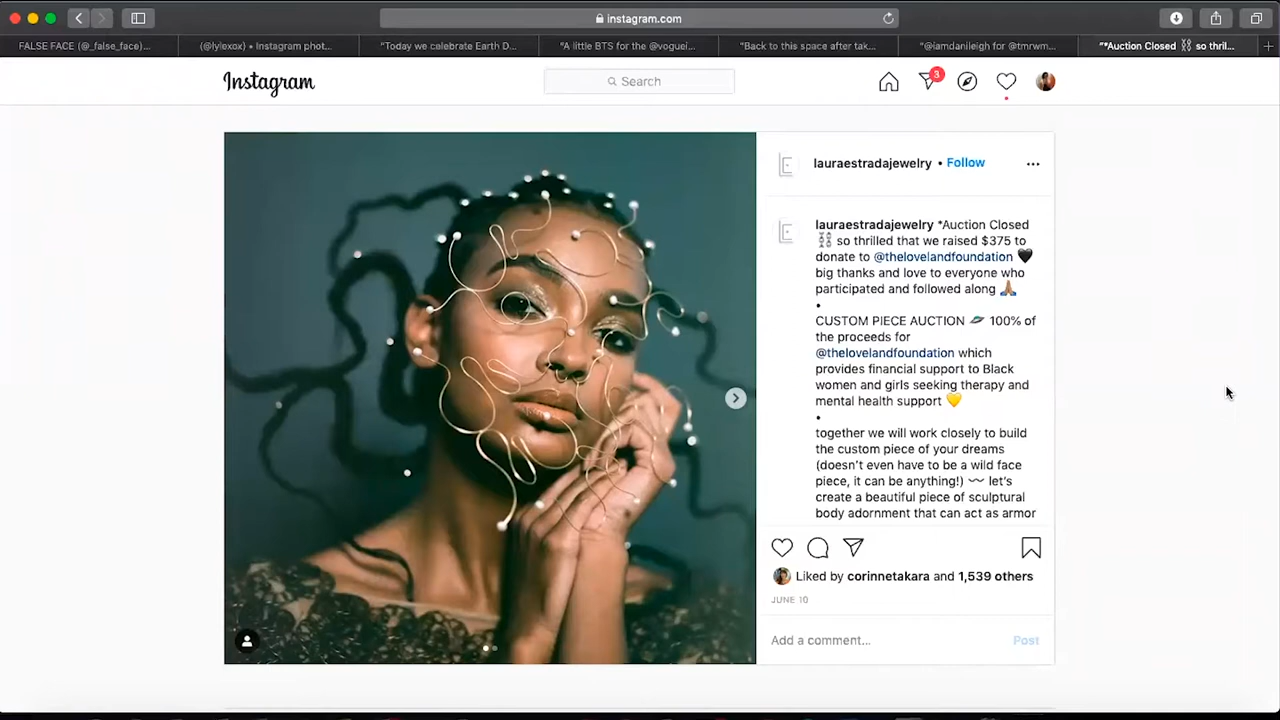 instagram.com
FALSE FACE (@_false_face)...
(@lylexox) • Instagram phot...
"Today we celebrate Earth D...
"A little BTS for the @voguei...
"Back to this space after tak...
"@iamdanileigh for @tmrwm...
"*Auction Closed ⛓ so thril...
Instagram
Search
3
lauraestradajewelry • Follow
lauraestradajewelry *Auction Closed
⛓ so thrilled that we raised $375 to
donate to @thelovelandfoundation 🖤
big thanks and love to everyone who
participated and followed along 🙏🏽
•
CUSTOM PIECE AUCTION 🪐 100% of
the proceeds for
@thelovelandfoundation which
provides financial support to Black
women and girls seeking therapy and
mental health support 💛
•
together we will work closely to build
the custom piece of your dreams
(doesn't even have to be a wild face
piece, it can be anything!) 〰 let's
create a beautiful piece of sculptural
body adornment that can act as armor
Liked by corinnetakara and 1,539 others
JUNE 10
Add a comment...
Post